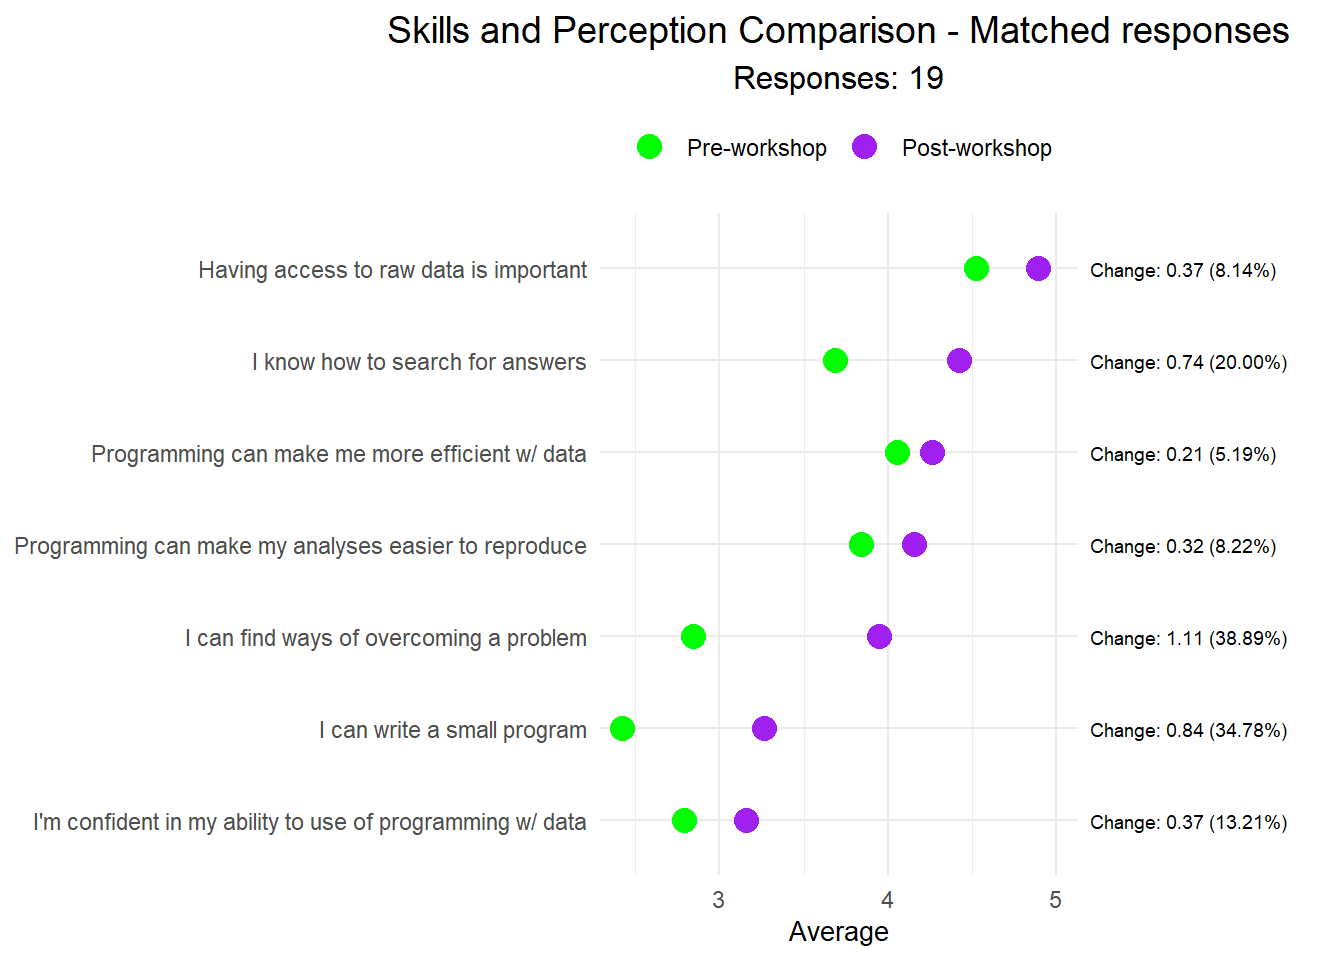 Skills and Perception Comparison - Matched responses
Responses: 19
Pre-workshop Post-workshop
Having access to raw data is important Change: 0.37 (8.14%)
I know how to search for answers Change: 0.74 (20.00%)
Programming can make me more efficient w/ data Change: 0.21 (5.19%)
Programming can make my analyses easier to reproduce Change: 0.32 (8.22%)
I can find ways of overcoming a problem Change: 1.11 (38.89%)
I can write a small program Change: 0.84 (34.78%)
I'm confident in my ability to use of programming w/ data Change: 0.37 (13.21%)
3 4 5
Average